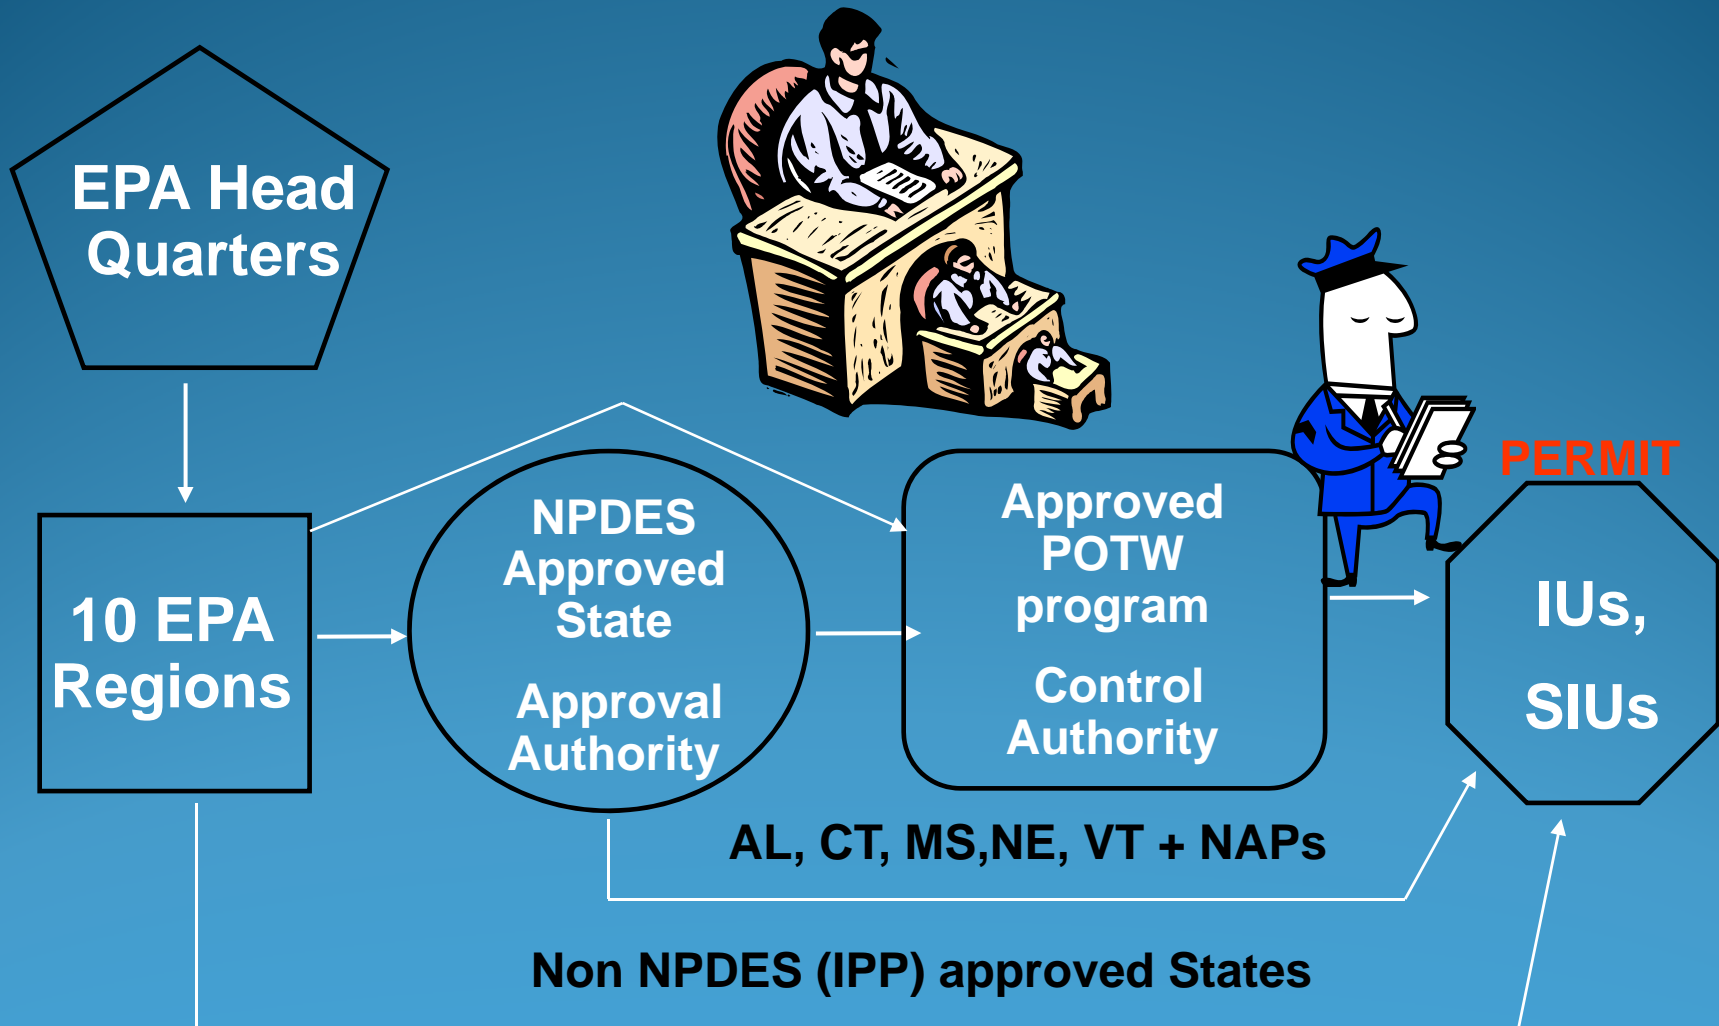 EPA Head
Quarters
10 EPA
Regions
NPDES
Approved
State
Approval
Authority
Approved
POTW
program
Control
Authority
PERMIT
IUs,
SIUs
AL, CT, MS,NE, VT + NAPs
Non NPDES (IPP) approved States